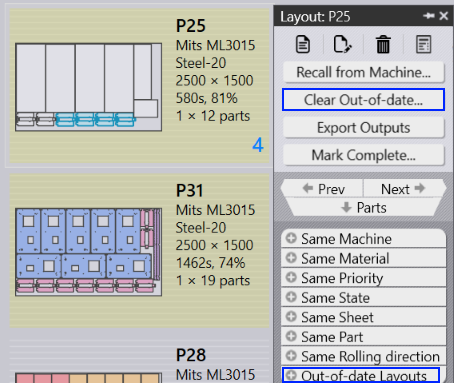 P25
Mits ML3015
Steel-20
2500 × 1500
580s, 81%
1 × 12 parts
4
P31
Mits ML3015
Steel-20
2500 × 1500
1462s, 74%
1 × 19 parts
P28
Mits ML3015
Layout: P25
Recall from Machine...
Clear Out-of-date...
Export Outputs
Mark Complete...
Prev
Next
Parts
Same Machine
Same Material
Same Priority
Same State
Same Sheet
Same Part
Same Rolling direction
Out-of-date Layouts